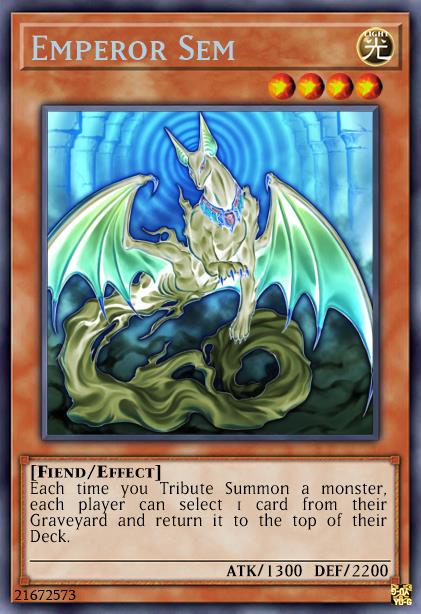 Emperor Sem
LIGHT
光
[Fiend/Effect]
Each time you Tribute Summon a monster,
each player can select 1 card from their
Graveyard and return it to the top of their
Deck.
ATK/1300 DEF/2200
21672573